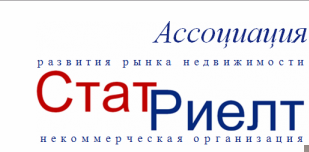 Ассоциация
развития рынка недвижимости
СтатРиелт
некоммерческая организация